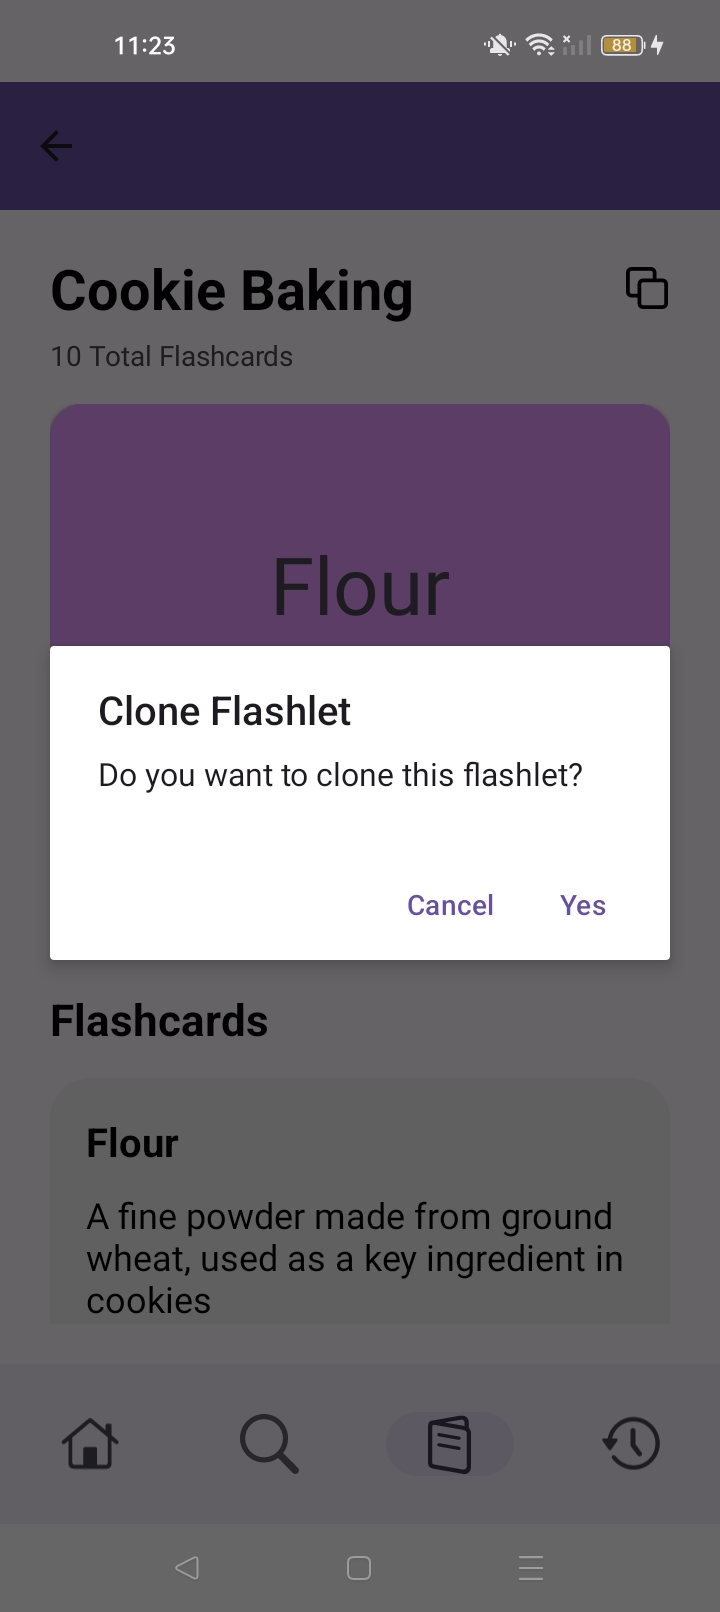 11:23
88
Cookie Baking
10 Total Flashcards
Flour
Clone Flashlet
Do you want to clone this flashlet?
Cancel Yes
Flashcards
Flour
A fine powder made from ground
wheat, used as a key ingredient in
cookies